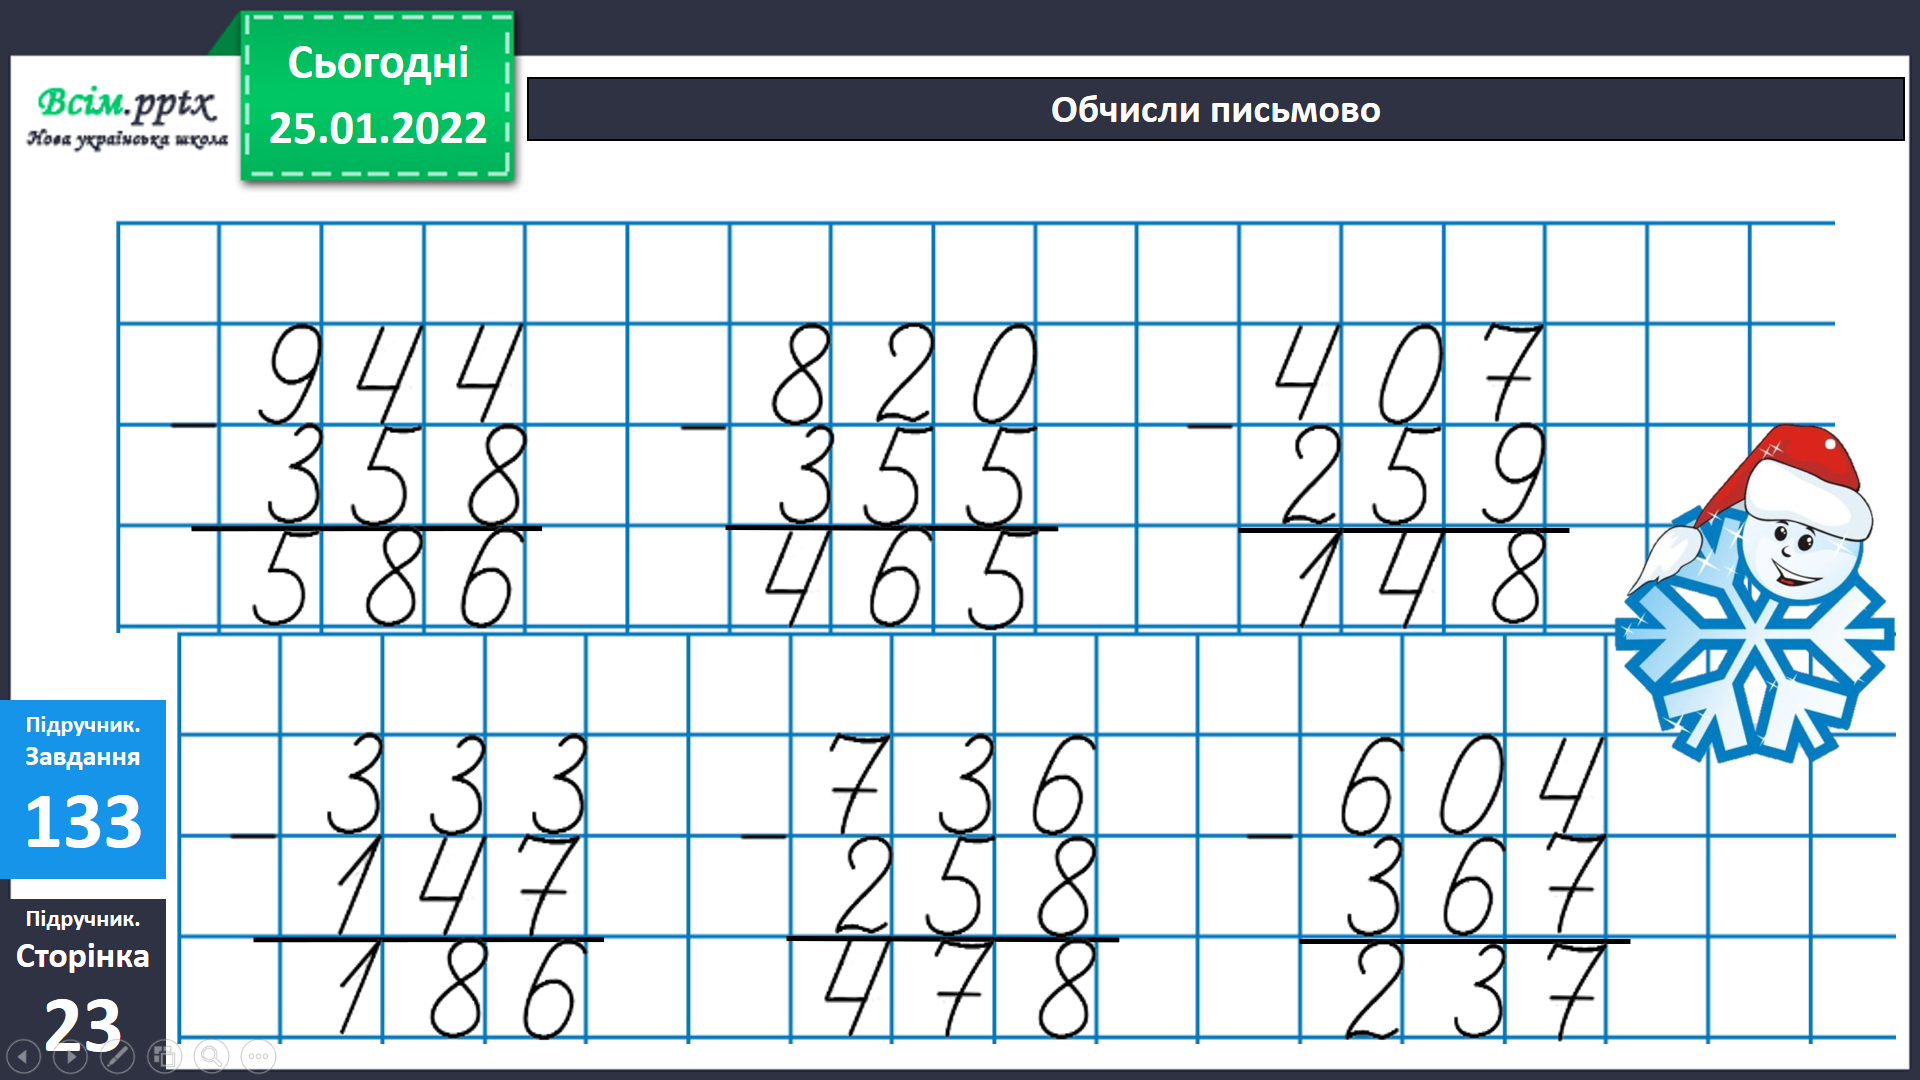 Всім.pptx
Нова українська школа
Сьогодні
25.01.2022
Обчисли письмово
944 820 407
− − −
358 355 259
586 465 148
333 736 604
− − −
147 258 367
186 478 237
Підручник.
Завдання
133
Підручник.
Сторінка
23